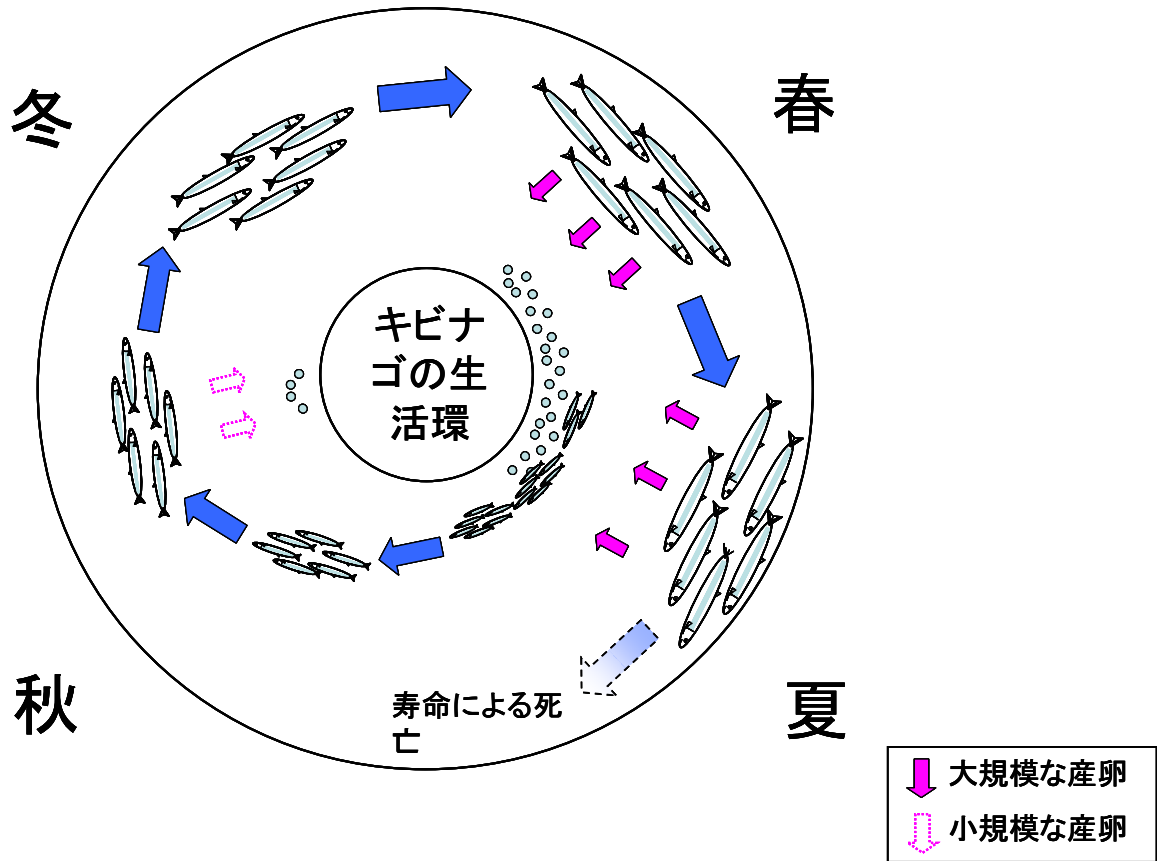 冬
春
キビナ
ゴの生
活環
秋
夏
寿命による死
亡
大規模な産卵
小規模な産卵